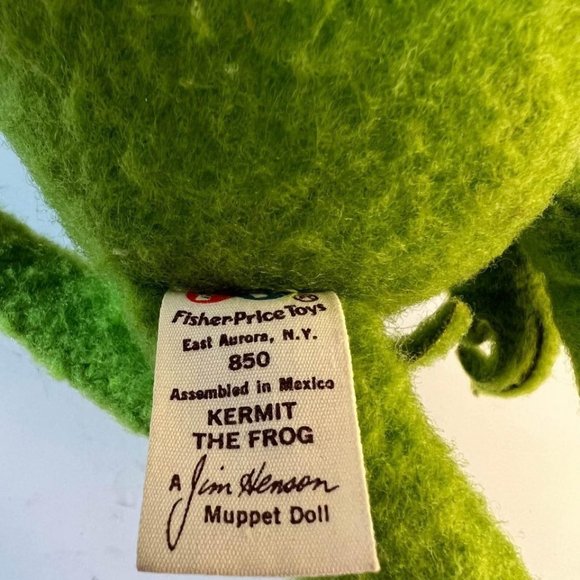 Fisher-Price Toys
East Aurora, N.Y.
850
Assembled in Mexico
KERMIT
THE FROG
A Jim Henson
Muppet Doll